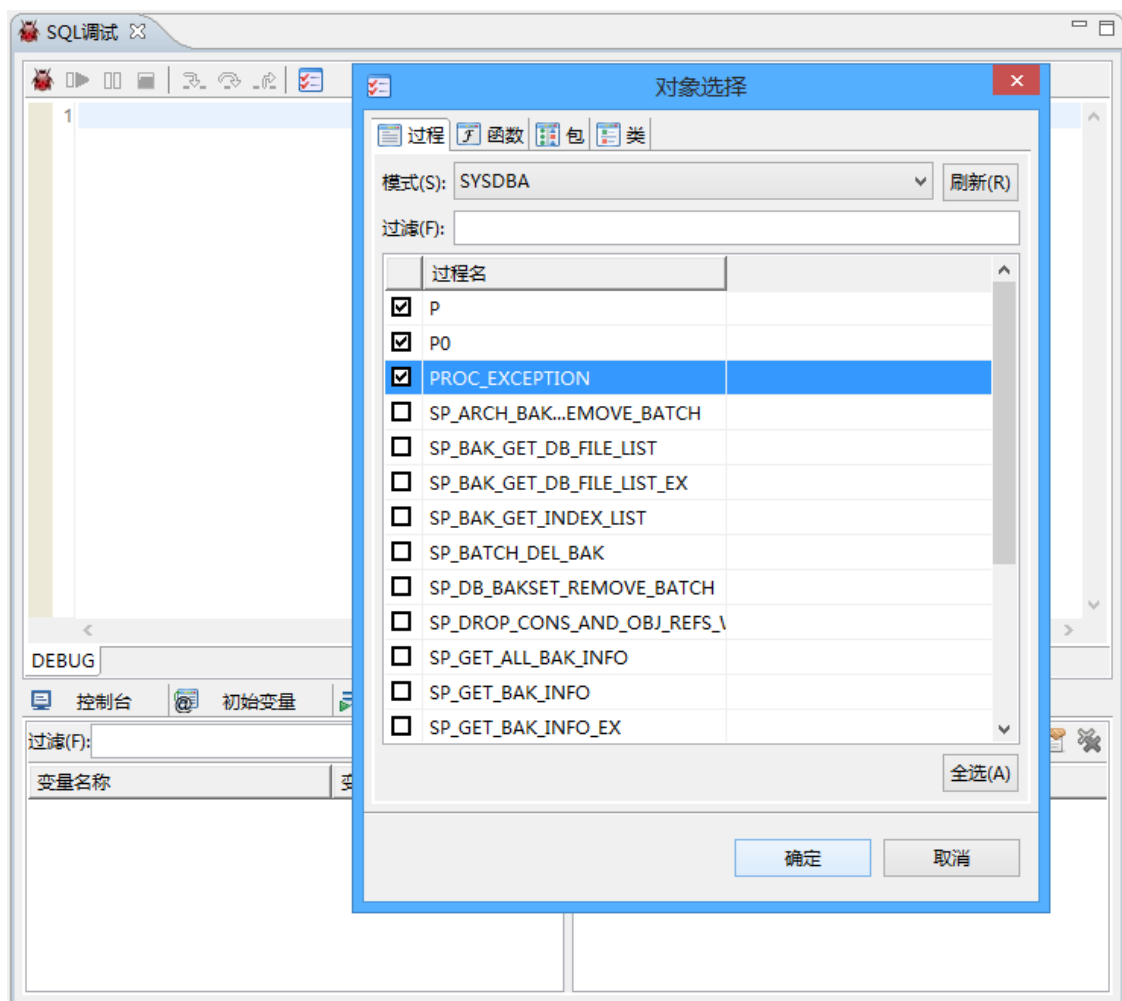 SQL调试
1
对象选择
过程 函数 包 类
模式(S): SYSDBA 刷新(R)
过滤(F):
过程名
P
P0
PROC_EXCEPTION
SP_ARCH_BAK...EMOVE_BATCH
SP_BAK_GET_DB_FILE_LIST
SP_BAK_GET_DB_FILE_LIST_EX
SP_BAK_GET_INDEX_LIST
SP_BATCH_DEL_BAK
SP_DB_BAKSET_REMOVE_BATCH
SP_DROP_CONS_AND_OBJ_REFS_
SP_GET_ALL_BAK_INFO
SP_GET_BAK_INFO
SP_GET_BAK_INFO_EX
全选(A)
确定 取消
DEBUG
控制台 初始变量
过滤(F):
变量名称 变